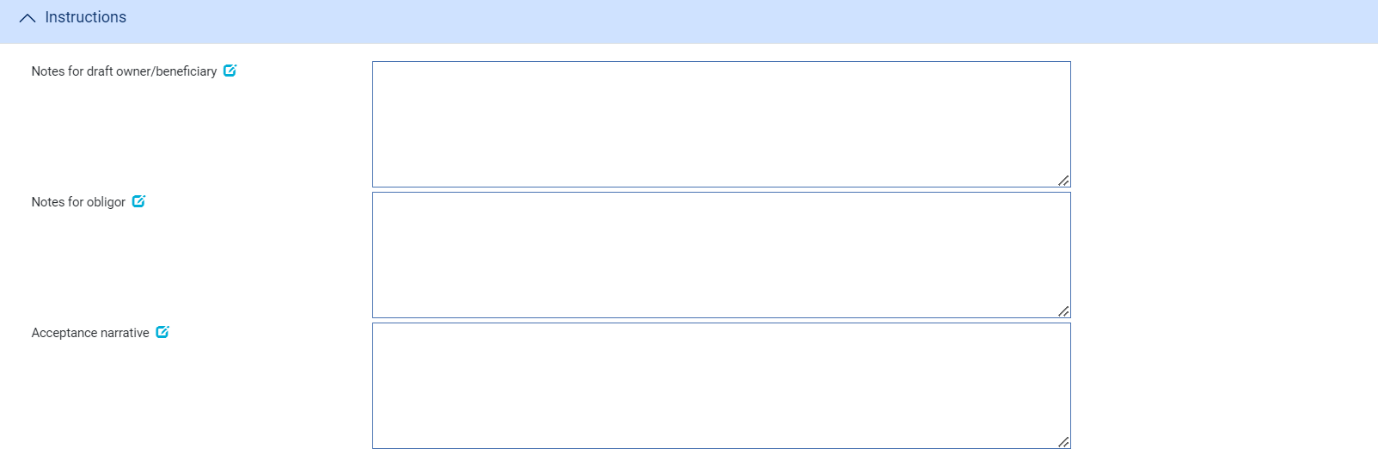 Instructions
Notes for draft owner/beneficiary
Notes for obligor
Acceptance narrative